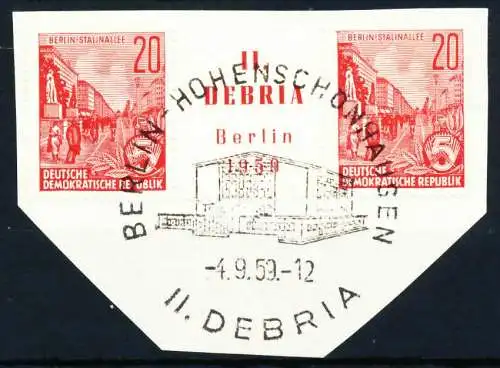 BERLIN-STALINALLEE
20
5
DEUTSCHE
DEMOKRATISCHE REPUBLIK
II.
DEBRIA
Berlin
1959
BERLIN-STALINALLEE
20
5
DEUTSCHE
DEMOKRATISCHE REPUBLIK
BERLIN-HOHENSCHÖNHAUSEN
-4.9.59.-12
II. DEBRIA